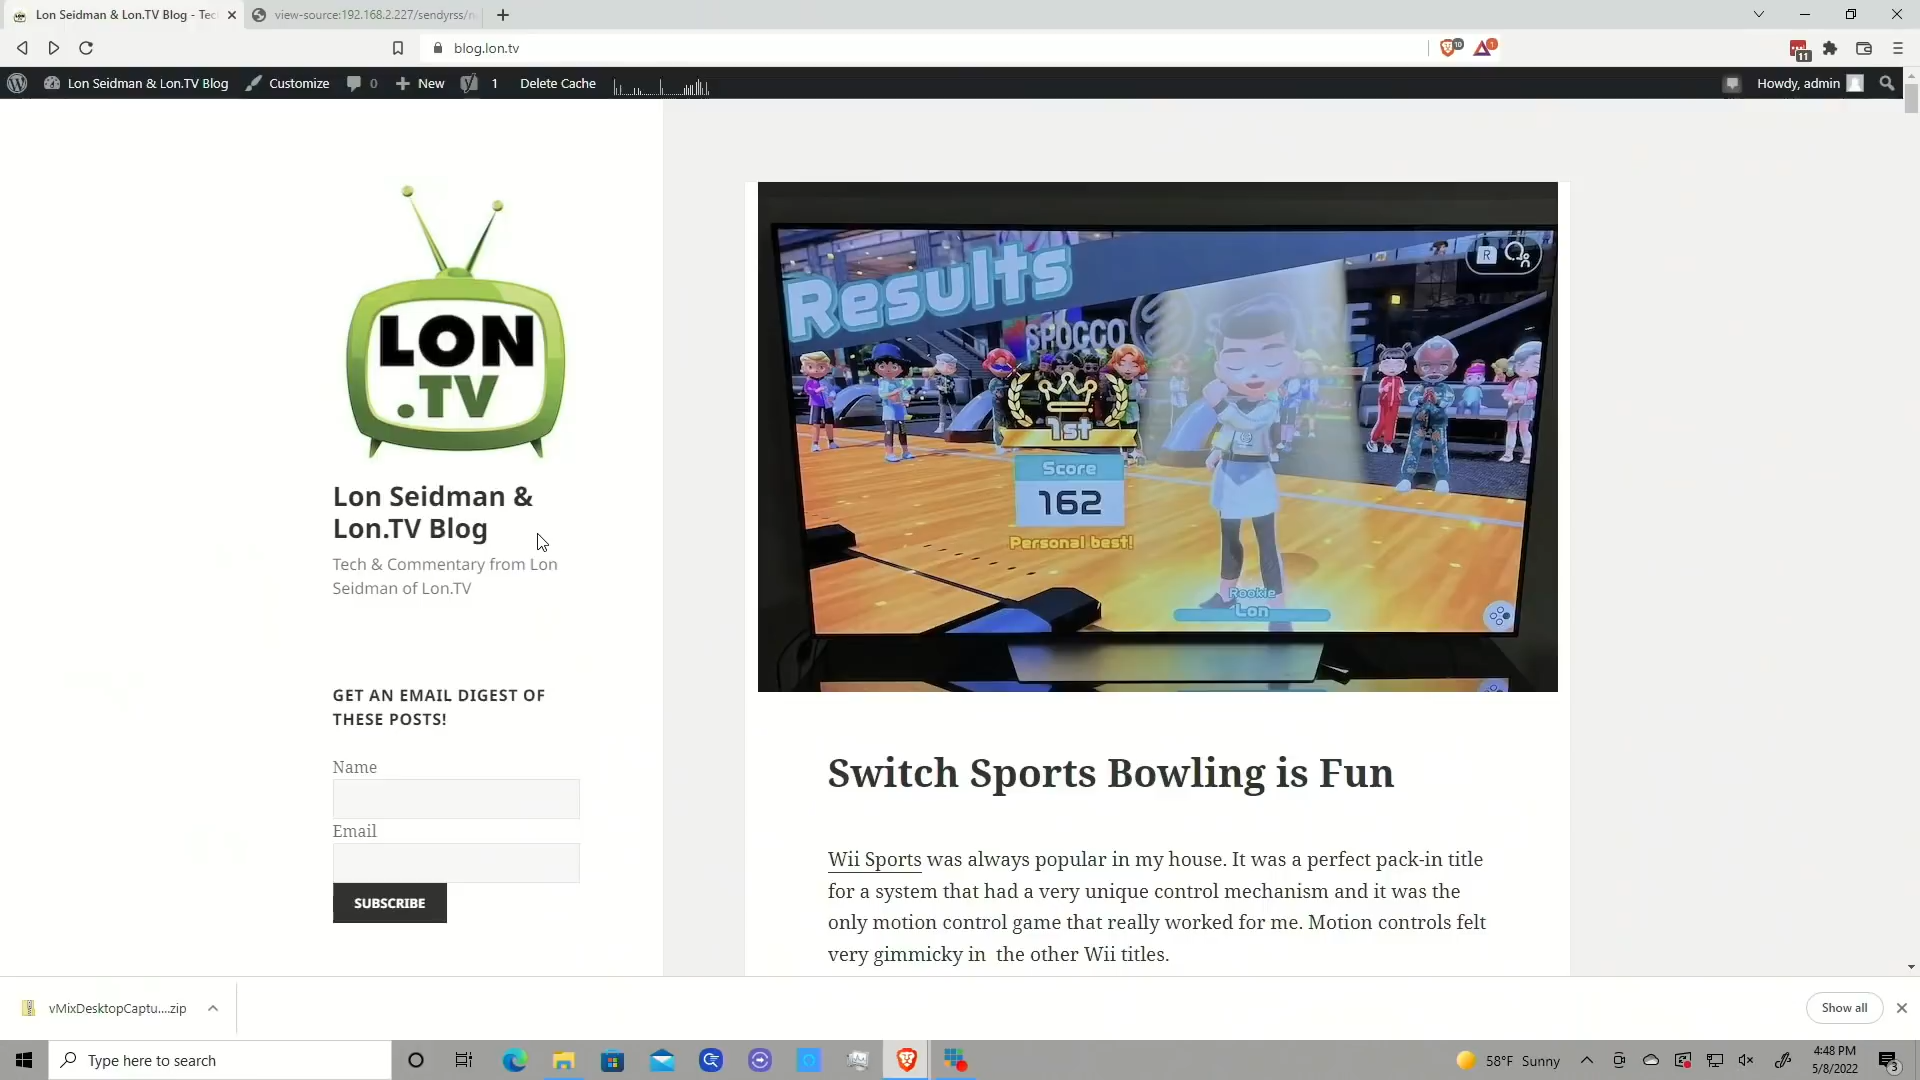 Lon Seidman & Lon.TV Blog - Tec
view-source:192.168.2.227/sendyrss/n
blog.lon.tv
10
1
11
Lon Seidman & Lon.TV Blog
Customize
0
New
1
Delete Cache
Howdy, admin
LON
.TV
Lon Seidman &
Lon.TV Blog
Tech & Commentary from Lon
Seidman of Lon.TV
GET AN EMAIL DIGEST OF
THESE POSTS!
Name
Email
SUBSCRIBE
Results
R
SPOCCO
1st
Score
162
Personal best!
Rookie
Lon
Switch Sports Bowling is Fun
Wii Sports was always popular in my house. It was a perfect pack-in title
for a system that had a very unique control mechanism and it was the
only motion control game that really worked for me. Motion controls felt
very gimmicky in the other Wii titles.
vMixDesktopCaptu....zip
Show all
Type here to search
58°F Sunny
4:48 PM
5/8/2022
3